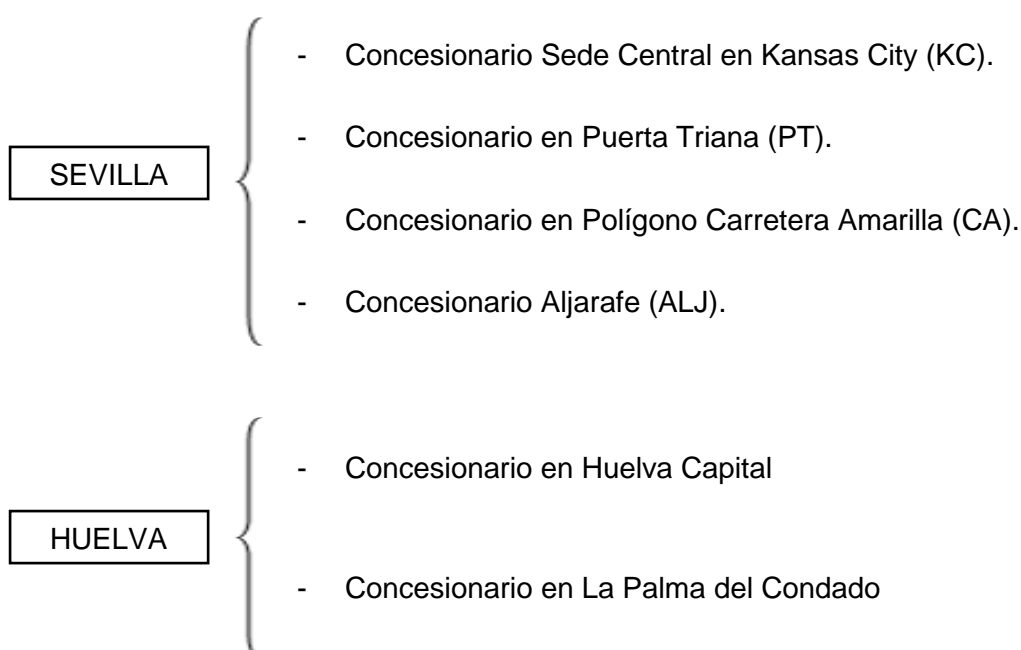 SEVILLA
- Concesionario Sede Central en Kansas City (KC).
- Concesionario en Puerta Triana (PT).
- Concesionario en Polígono Carretera Amarilla (CA).
- Concesionario Aljarafe (ALJ).
HUELVA
- Concesionario en Huelva Capital
- Concesionario en La Palma del Condado